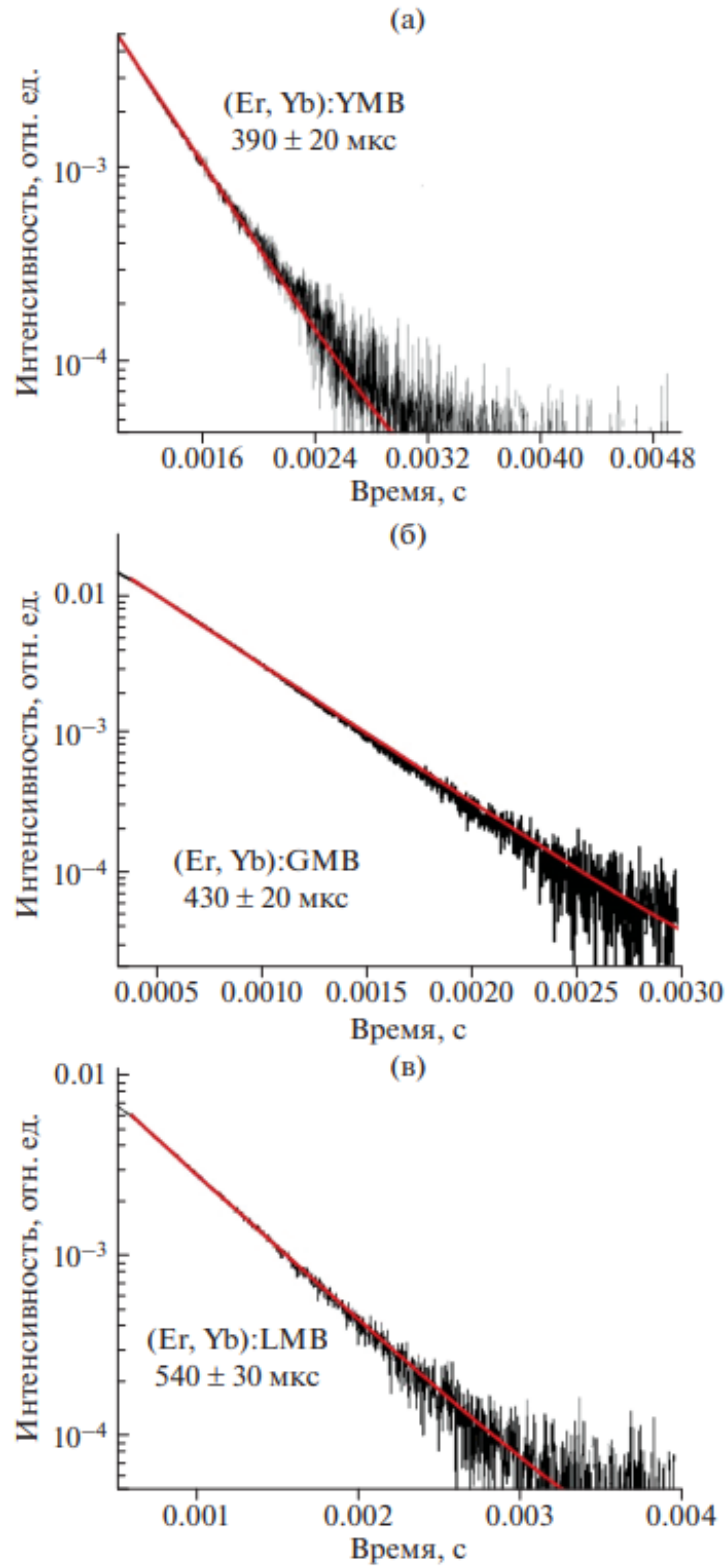 (а)
Интенсивность, отн. ед.
10⁻³
10⁻⁴
(Er, Yb):YMB
390 ± 20 мкс
0.0016 0.0024 0.0032 0.0040 0.0048
Время, с
(б)
Интенсивность, отн. ед.
0.01
10⁻³
10⁻⁴
(Er, Yb):GMB
430 ± 20 мкс
0.0005 0.0010 0.0015 0.0020 0.0025 0.0030
Время, с
(в)
Интенсивность, отн. ед.
0.01
10⁻³
10⁻⁴
(Er, Yb):LMB
540 ± 30 мкс
0.001 0.002 0.003 0.004
Время, с